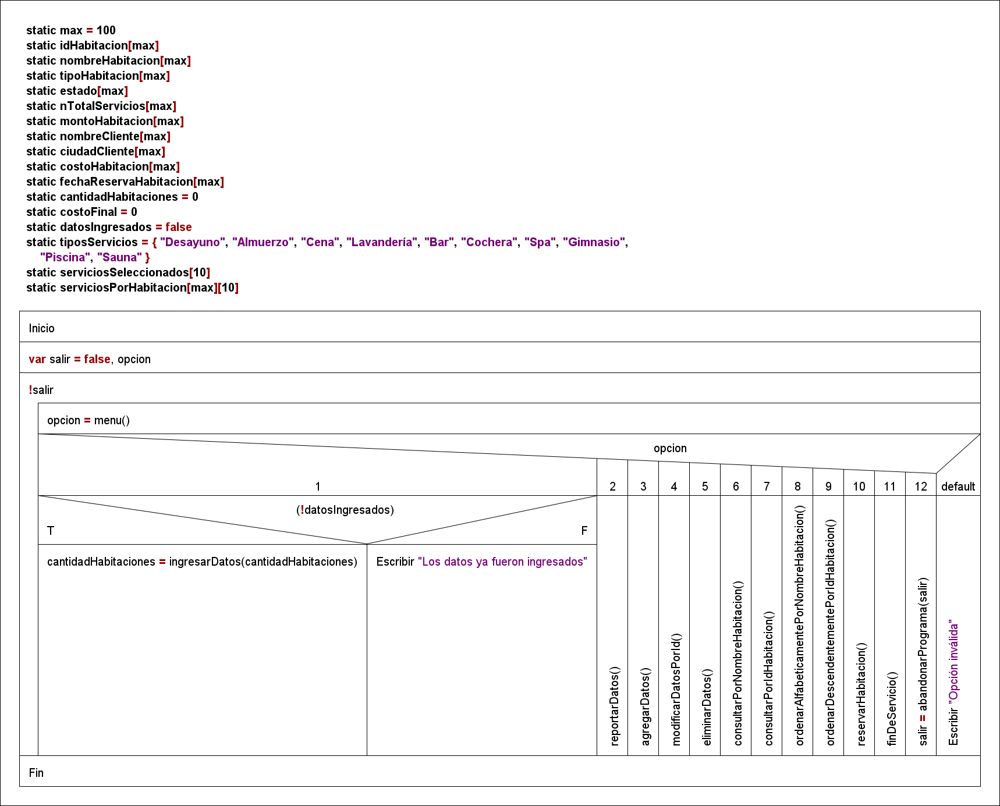 static max = 100
static idHabitacion[max]
static nombreHabitacion[max]
static tipoHabitacion[max]
static estado[max]
static nTotalServicios[max]
static montoHabitacion[max]
static nombreCliente[max]
static ciudadCliente[max]
static costoHabitacion[max]
static fechaReservaHabitacion[max]
static cantidadHabitaciones = 0
static costoFinal = 0
static datosIngresados = false
static tiposServicios = { "Desayuno", "Almuerzo", "Cena", "Lavandería", "Bar", "Cochera", "Spa", "Gimnasio",
"Piscina", "Sauna" }
static serviciosSeleccionados[10]
static serviciosPorHabitacion[max][10]
Inicio
var salir = false, opcion
!salir
opcion = menu()
opcion
1
2
3
4
5
6
7
8
9
10
11
12
default
(!datosIngresados)
T
F
cantidadHabitaciones = ingresarDatos(cantidadHabitaciones)
Escribir "Los datos ya fueron ingresados"
reportarDatos()
agregarDatos()
modificarDatosPorId()
eliminarDatos()
consultarPorNombreHabitacion()
consultarPorIdHabitacion()
ordenarAlfabeticamentePorNombreHabitacion()
ordenarDescendentementePorIdHabitacion()
reservarHabitacion()
finDeServicio()
salir = abandonarPrograma(salir)
Escribir "Opción inválida"
Fin